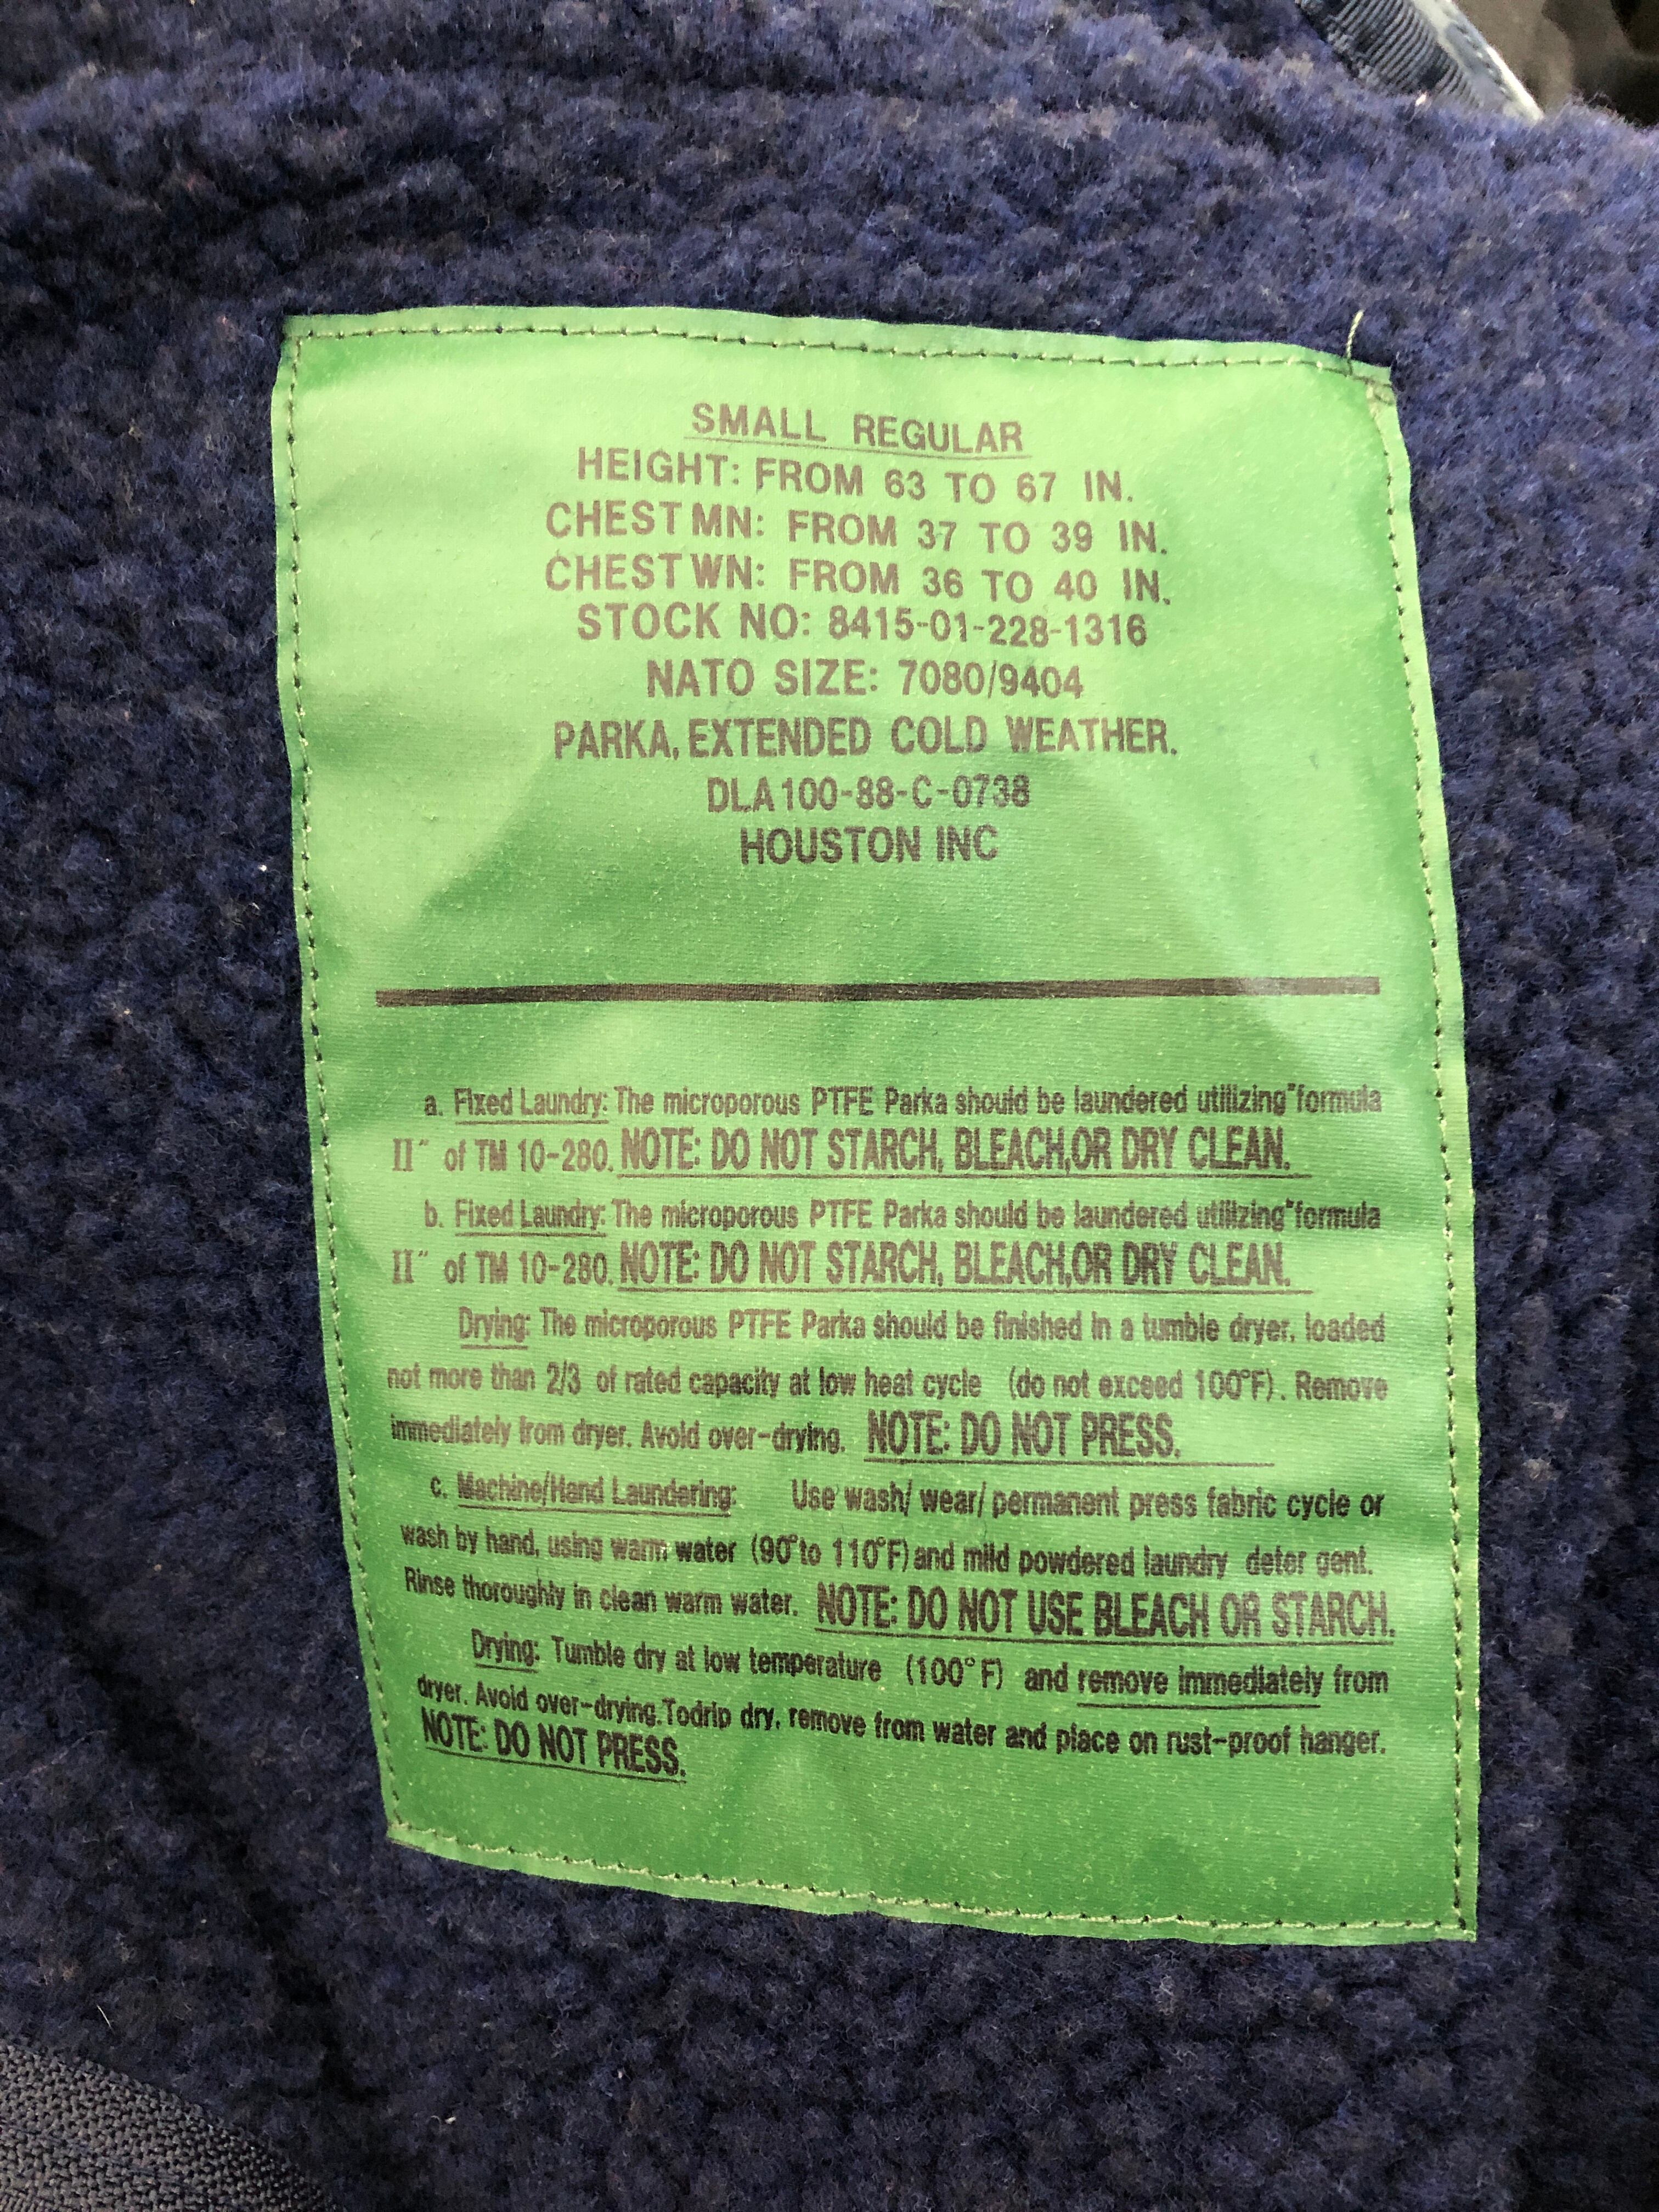 SMALL REGULAR
HEIGHT: FROM 63 TO 67 IN.
CHEST MN: FROM 37 TO 39 IN.
CHEST WN: FROM 36 TO 40 IN.
STOCK NO: 8415-01-228-1316
NATO SIZE: 7080/9404
PARKA, EXTENDED COLD WEATHER.
DLA100-88-C-0738
HOUSTON INC
a. Fixed Laundry: The microporous PTFE Parka should be laundered utilizing"formula
II" of TM 10-280. NOTE: DO NOT STARCH, BLEACH,OR DRY CLEAN.
b. Fixed Laundry: The microporous PTFE Parka should be laundered utilizing"formula
II" of TM 10-280. NOTE: DO NOT STARCH, BLEACH,OR DRY CLEAN.
Drying: The microporous PTFE Parka should be finished in a tumble dryer, loaded
not more than 2/3 of rated capacity at low heat cycle (do not exceed 100°F). Remove
immediately from dryer. Avoid over-drying. NOTE: DO NOT PRESS.
c. Machine/Hand Laundering: Use wash/ wear/ permanent press fabric cycle or
wash by hand, using warm water (90°to 110°F) and mild powdered laundry deter gent.
Rinse thoroughly in clean warm water. NOTE: DO NOT USE BLEACH OR STARCH.
Drying: Tumble dry at low temperature (100°F) and remove immediately from
dryer. Avoid over-drying.Todrip dry, remove from water and place on rust-proof hanger.
NOTE: DO NOT PRESS.